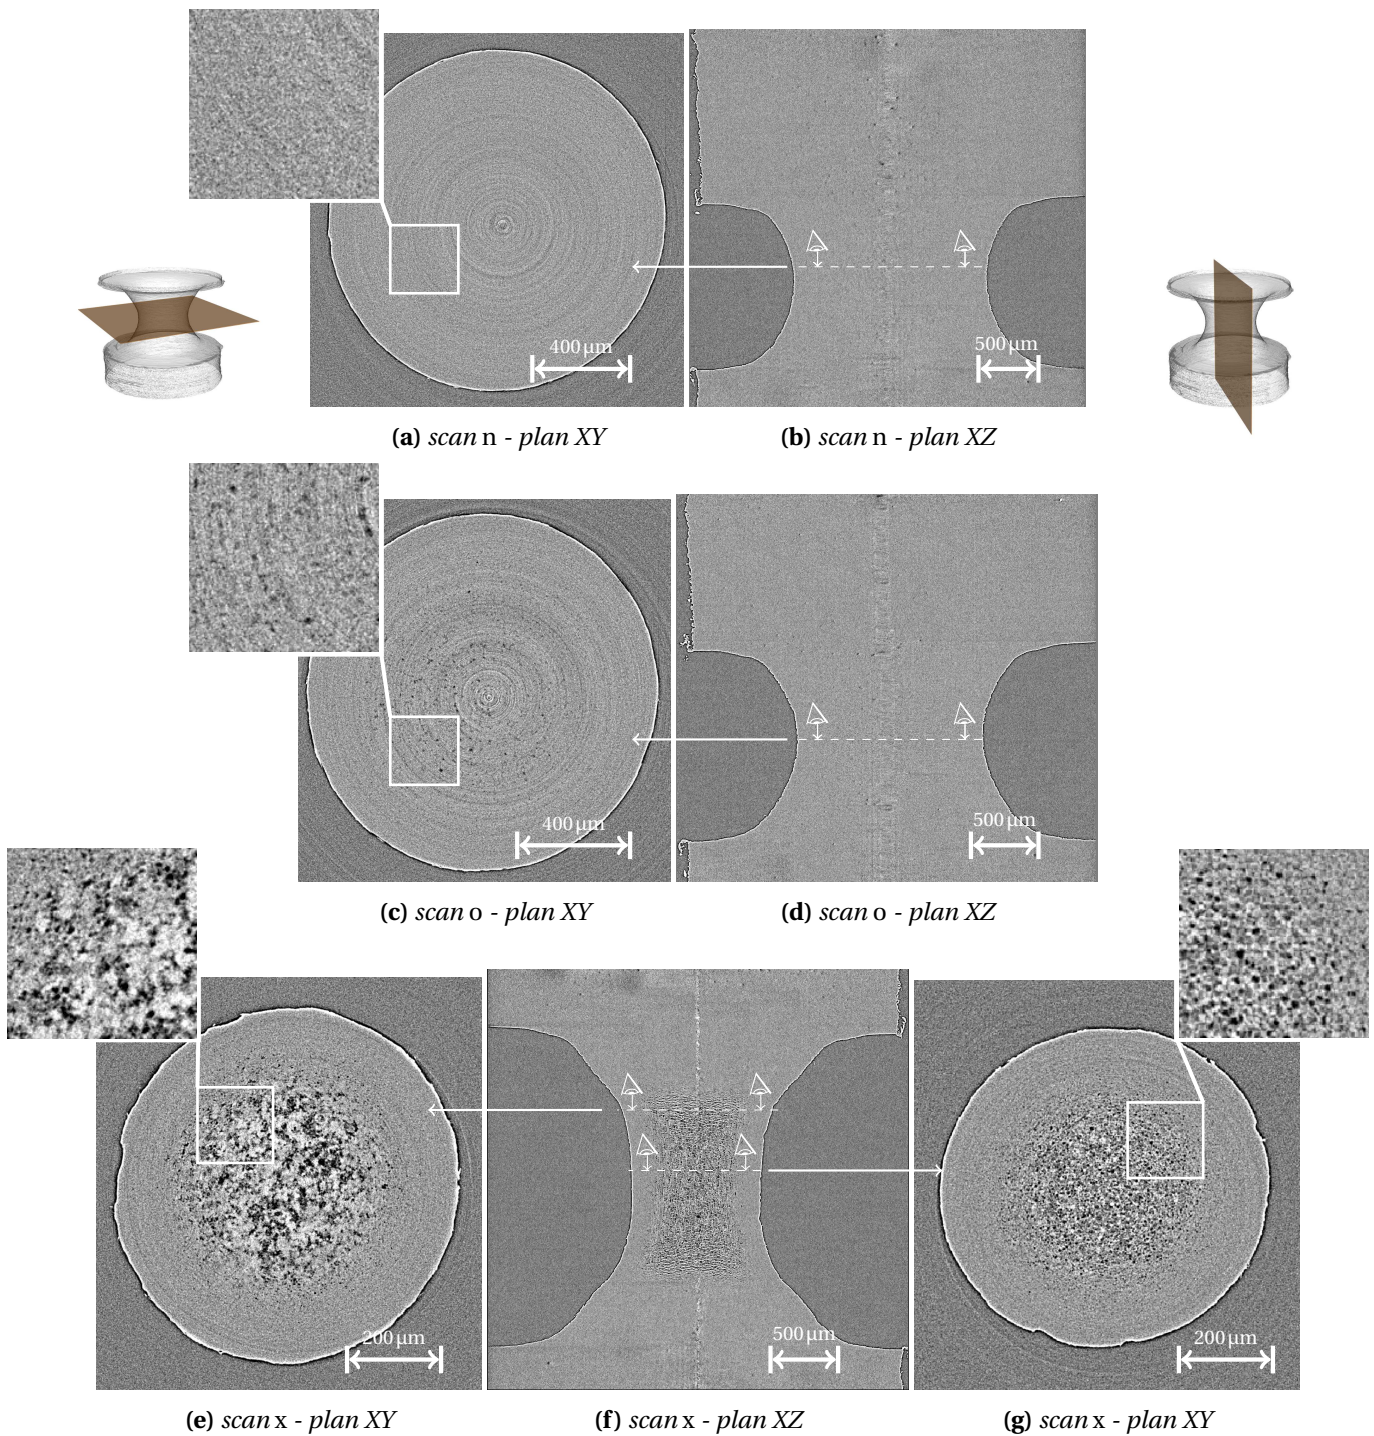 400 µm
500 µm
(a) scan n - plan XY
(b) scan n - plan XZ
400 µm
500 µm
(c) scan o - plan XY
(d) scan o - plan XZ
200 µm
500 µm
200 µm
(e) scan x - plan XY
(f) scan x - plan XZ
(g) scan x - plan XY